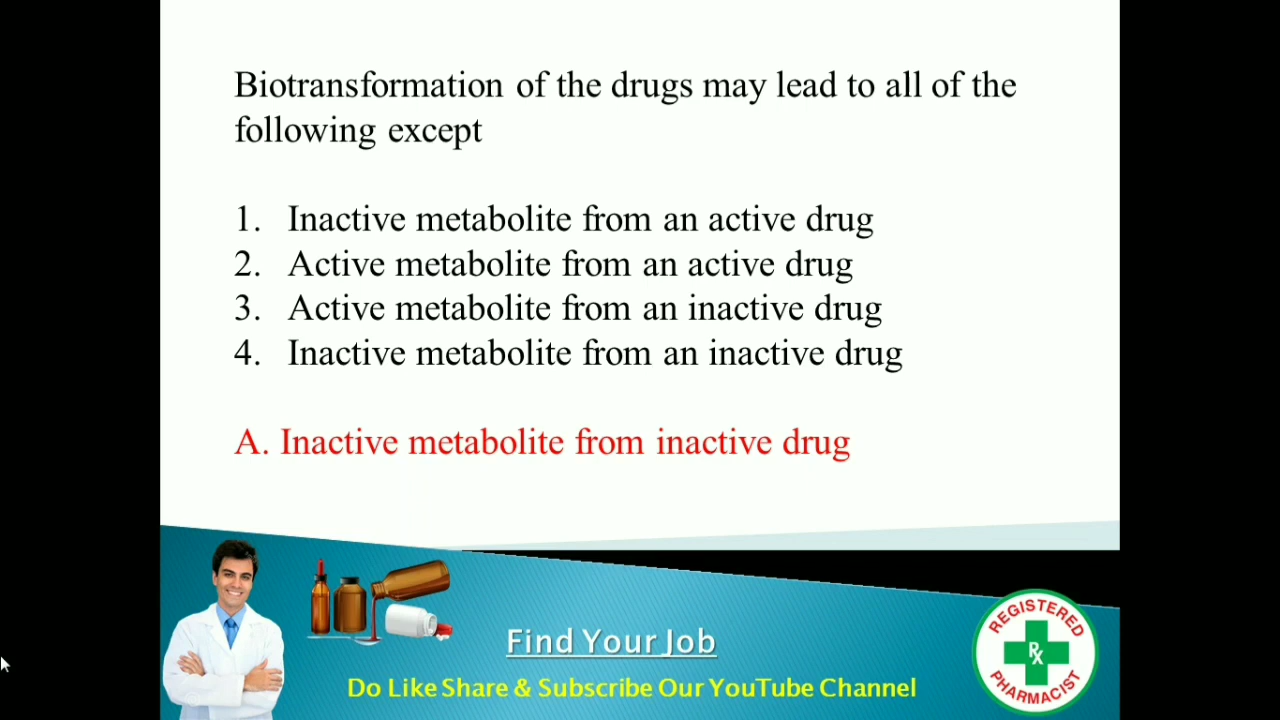 Biotransformation of the drugs may lead to all of the
following except
1. Inactive metabolite from an active drug
2. Active metabolite from an active drug
3. Active metabolite from an inactive drug
4. Inactive metabolite from an inactive drug
A. Inactive metabolite from inactive drug
Find Your Job
Do Like Share & Subscribe Our YouTube Channel
REGISTERED
Rx
PHARMACIST